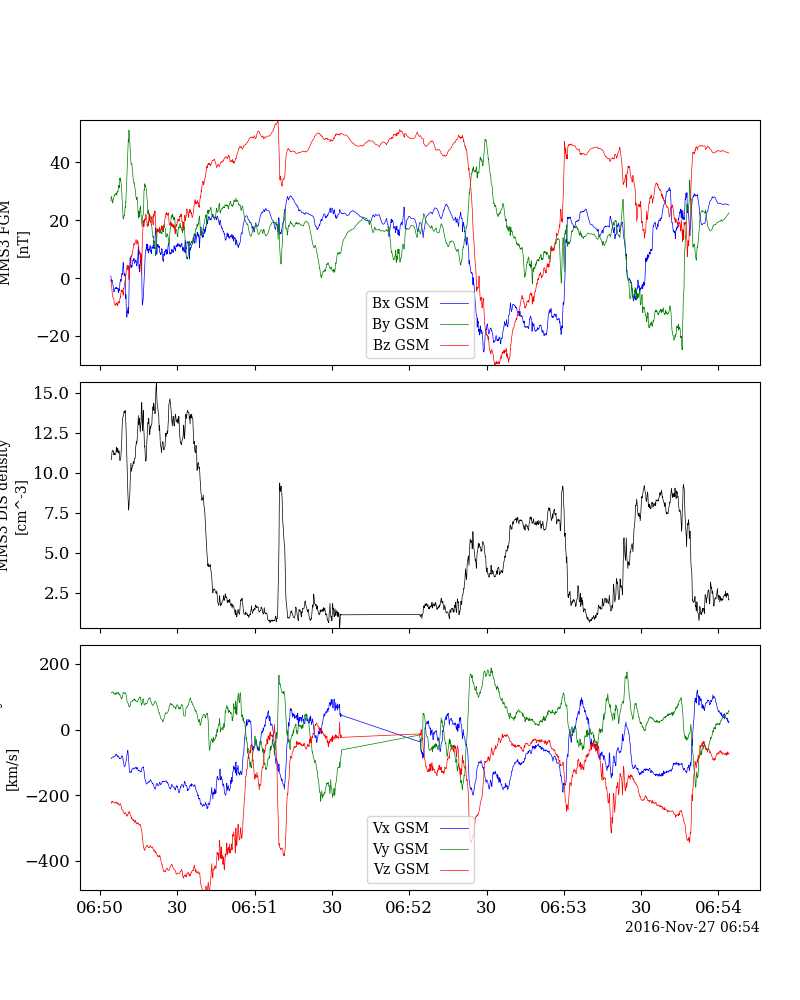 40
20
0
−20
MMS3 FGM
[nT]
Bx GSM
By GSM
Bz GSM
15.0
12.5
10.0
7.5
5.0
2.5
MMS3 DIS density
[cm^-3]
200
0
−200
−400
[km/s]
Vx GSM
Vy GSM
Vz GSM
06:50 30 06:51 30 06:52 30 06:53 30 06:54
2016-Nov-27 06:54